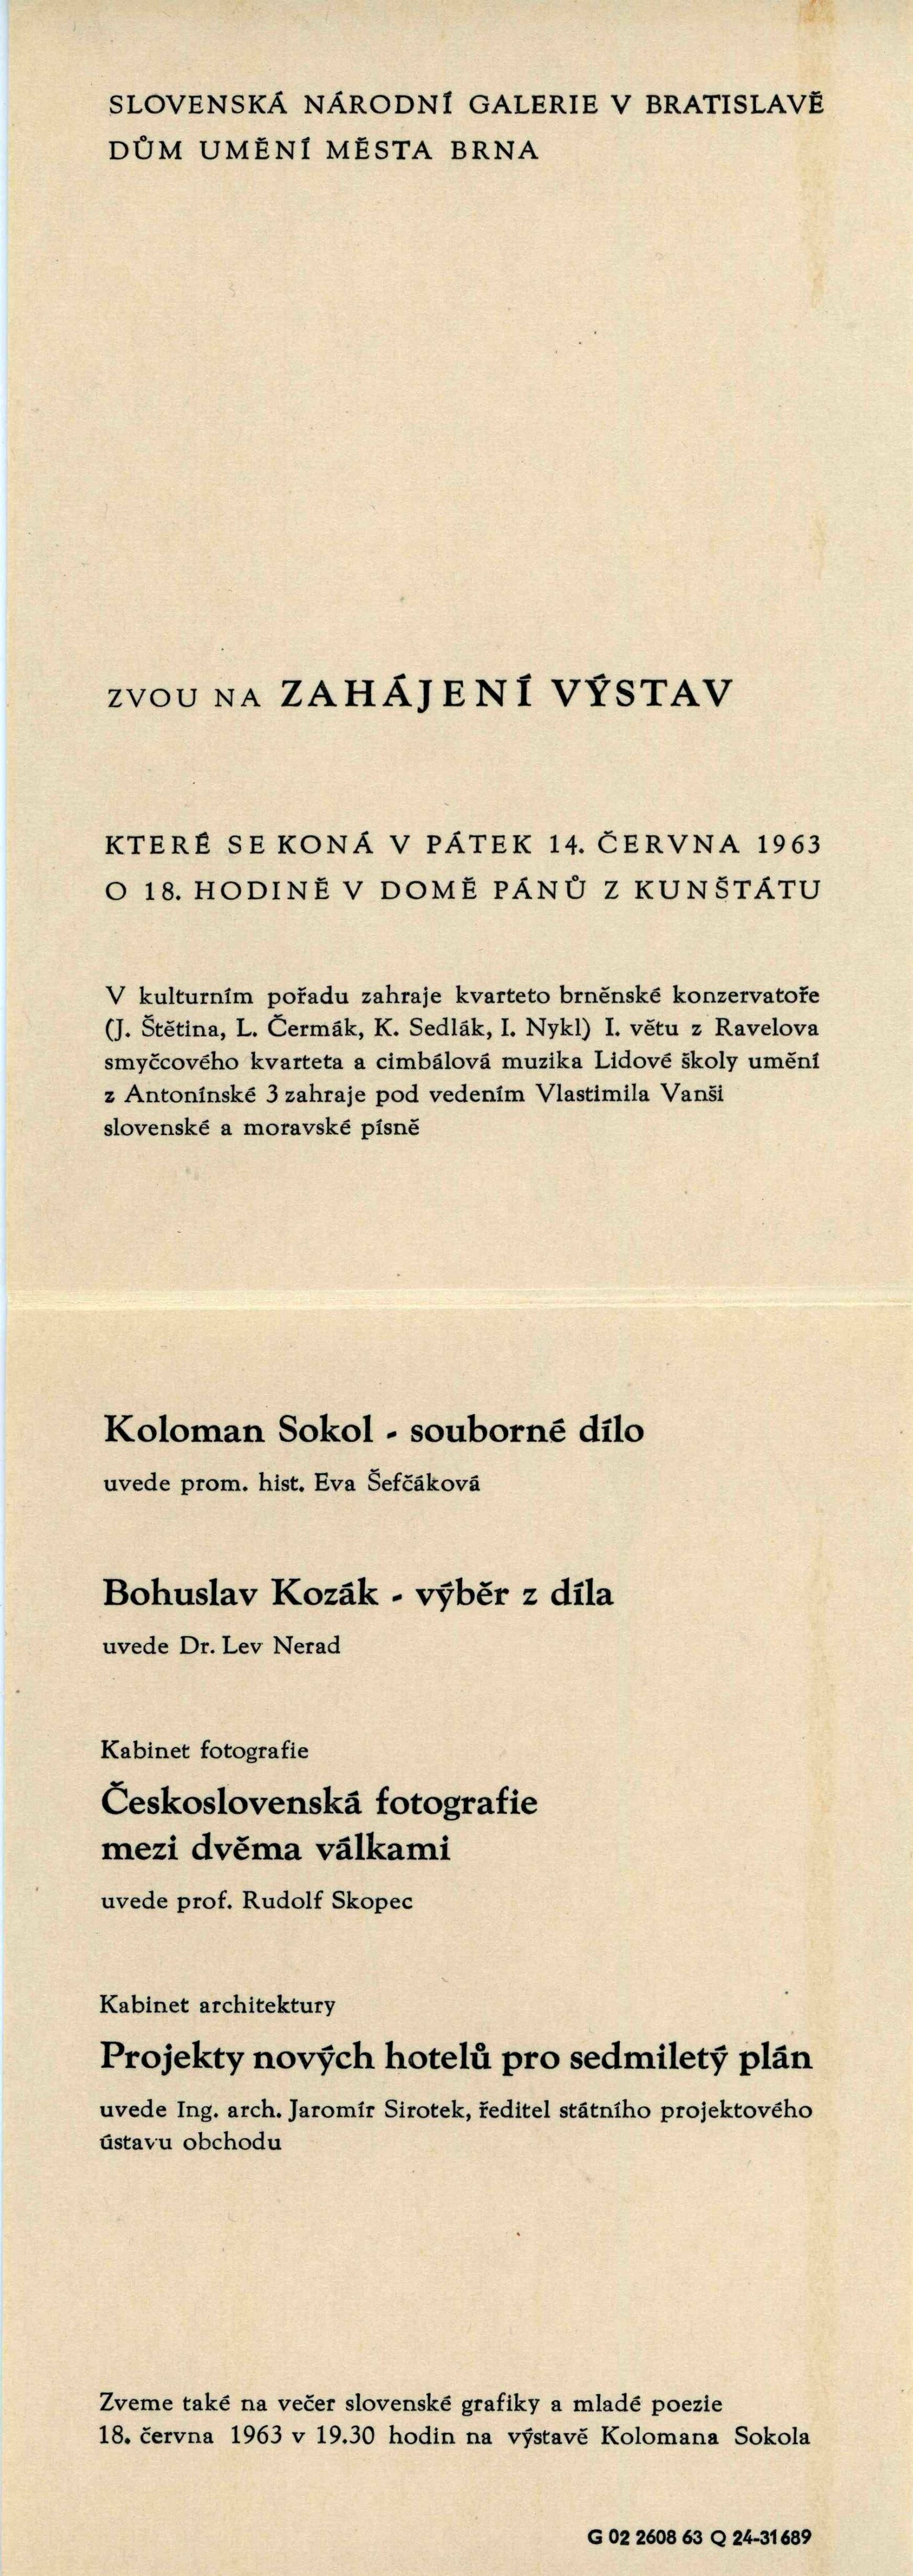 SLOVENSKÁ NÁRODNÍ GALERIE V BRATISLAVĚ
DŮM UMĚNÍ MĚSTA BRNA
ZVOU NA ZAHÁJENÍ VÝSTAV
KTERÉ SE KONÁ V PÁTEK 14. ČERVNA 1963
O 18. HODINĚ V DOMĚ PÁNŮ Z KUNŠTÁTU
V kulturním pořadu zahraje kvarteto brněnské konzervatoře
(J. Štětina, L. Čermák, K. Sedlák, I. Nykl) I. větu z Ravelova
smyčcového kvarteta a cimbálová muzika Lidové školy umění
z Antonínské 3 zahraje pod vedením Vlastimila Vanši
slovenské a moravské písně
Koloman Sokol - souborné dílo
uvede prom. hist. Eva Šefčáková
Bohuslav Kozák - výběr z díla
uvede Dr. Lev Nerad
Kabinet fotografie
Československá fotografie
mezi dvěma válkami
uvede prof. Rudolf Skopec
Kabinet architektury
Projekty nových hotelů pro sedmiletý plán
uvede Ing. arch. Jaromír Sirotek, ředitel státního projektového
ústavu obchodu
Zveme také na večer slovenské grafiky a mladé poezie
18. června 1963 v 19.30 hodin na výstavě Kolomana Sokola
G 02 2608 63 Q 24-31689